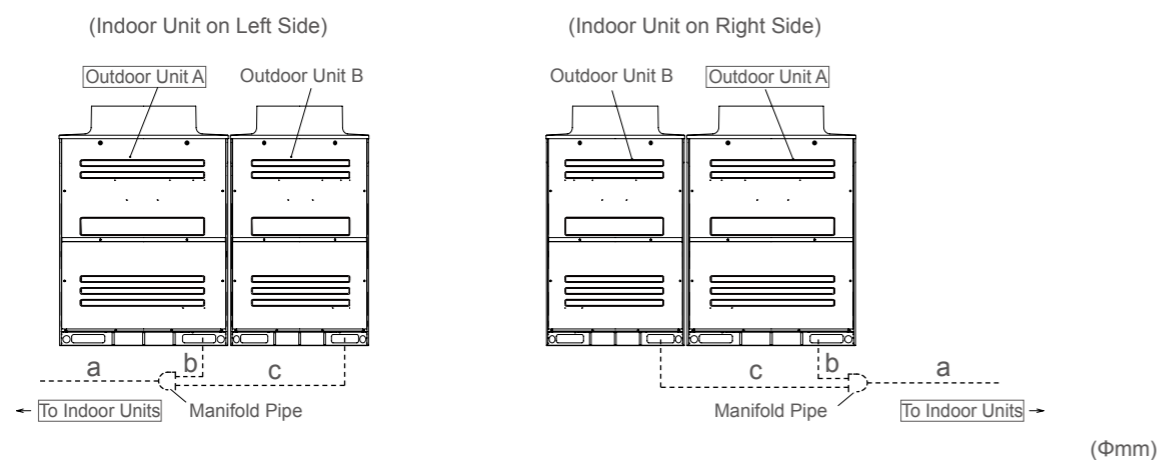 (Indoor Unit on Left Side)
(Indoor Unit on Right Side)
Outdoor Unit A
Outdoor Unit B
Outdoor Unit B
Outdoor Unit A
a
b
c
c
b
a
To Indoor Units
Manifold Pipe
Manifold Pipe
To Indoor Units
(Φmm)